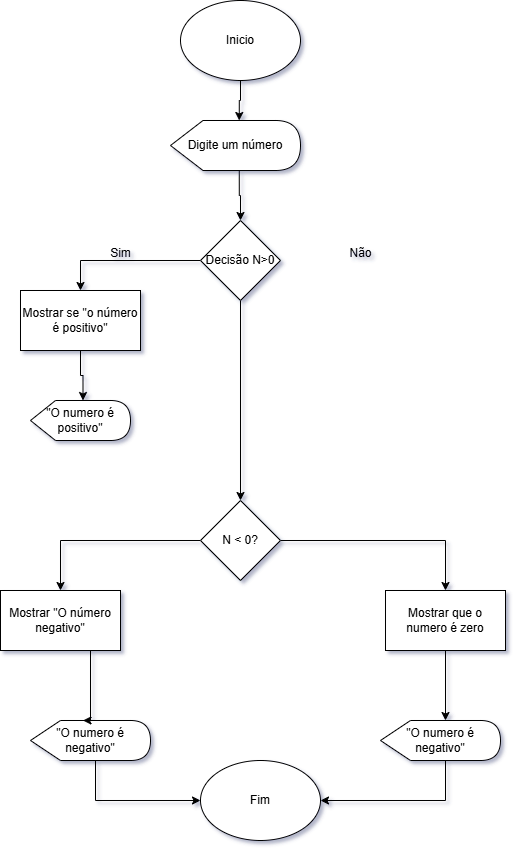 Inicio
Digite um número
Sim
Decisão N>0
Não
Mostrar se "o número
é positivo"
"O numero é
positivo"
N < 0?
Mostrar "O número
negativo"
Mostrar que o
numero é zero
"O numero é
negativo"
"O numero é
negativo"
Fim